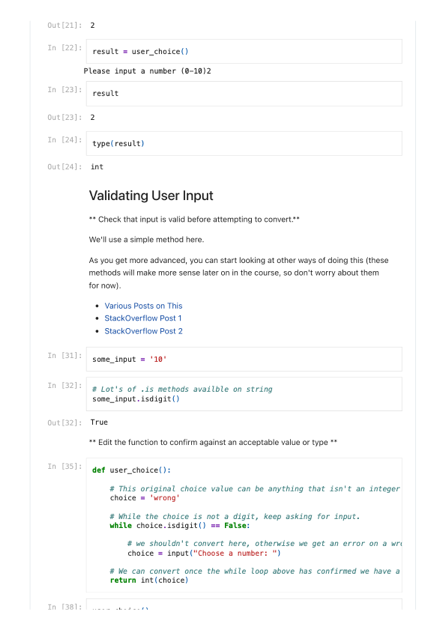 Out[21]: 2
In [22]: result = user_choice()
Please input a number (0-10)2
In [23]: result
Out[23]: 2
In [24]: type(result)
Out[24]: int
Validating User Input
** Check that input is valid before attempting to convert.**
We'll use a simple method here.
As you get more advanced, you can start looking at other ways of doing this (these
methods will make more sense later on in the course, so don't worry about them
for now).
• Various Posts on This
• StackOverflow Post 1
• StackOverflow Post 2
In [31]: some_input = '10'
In [32]: # Lot's of .is methods availble on string
some_input.isdigit()
Out[32]: True
** Edit the function to confirm against an acceptable value or type **
In [35]: def user_choice():
# This original choice value can be anything that isn't an integer
choice = 'wrong'
# While the choice is not a digit, keep asking for input.
while choice.isdigit() == False:
# we shouldn't convert here, otherwise we get an error on a
choice = input("Choose a number: ")
# We can convert once the while loop above has confirmed we have a
return int(choice)
In [38]: